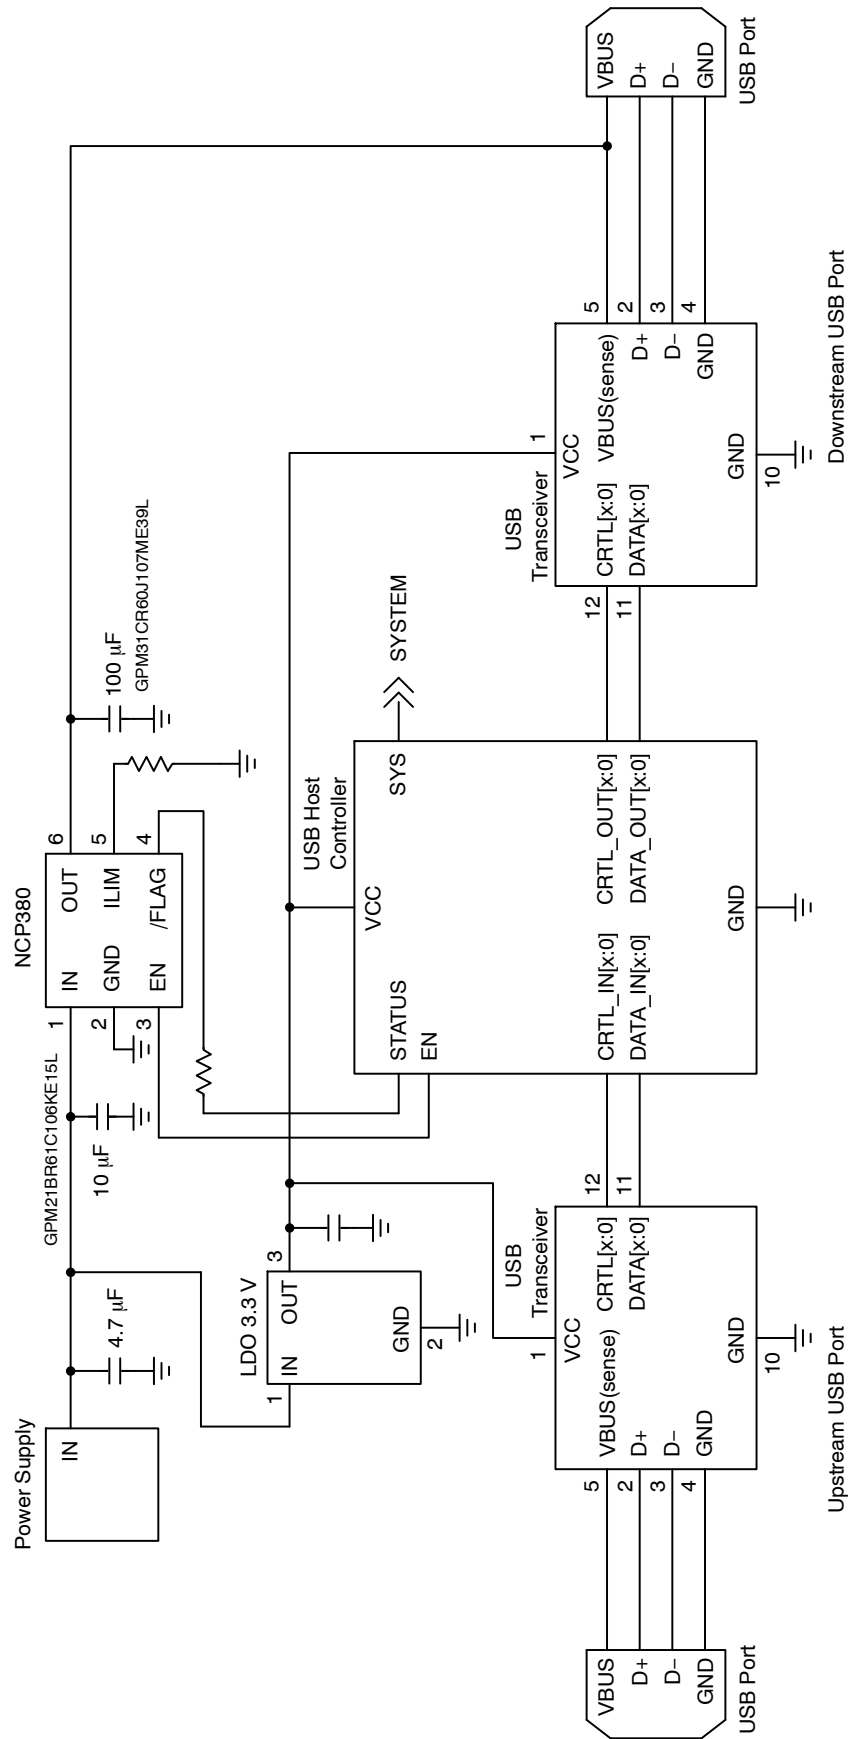 Power Supply
IN
4.7 μF
GPM21BR61C106KE15L
10 μF
NCP380
1
IN
2
GND
3
EN
OUT
6
ILIM
5
/FLAG
4
100 μF
GPM31CR60J107ME39L
LDO 3.3 V
1
IN
OUT
3
GND
2
USB Host
Controller
VCC
STATUS
EN
SYS
SYSTEM
CRTL_IN[x:0]
DATA_IN[x:0]
CRTL_OUT[x:0]
DATA_OUT[x:0]
GND
USB
Transceiver
1
VCC
VBUS(sense)
5
D+
2
D−
3
GND
4
CRTL[x:0]
12
DATA[x:0]
11
GND
10
Upstream USB Port
VBUS
D+
D−
GND
USB Port
USB
Transceiver
1
VCC
12
CRTL[x:0]
11
DATA[x:0]
VBUS(sense)
5
D+
2
D−
3
GND
4
GND
10
Downstream USB Port
VBUS
D+
D−
GND
USB Port